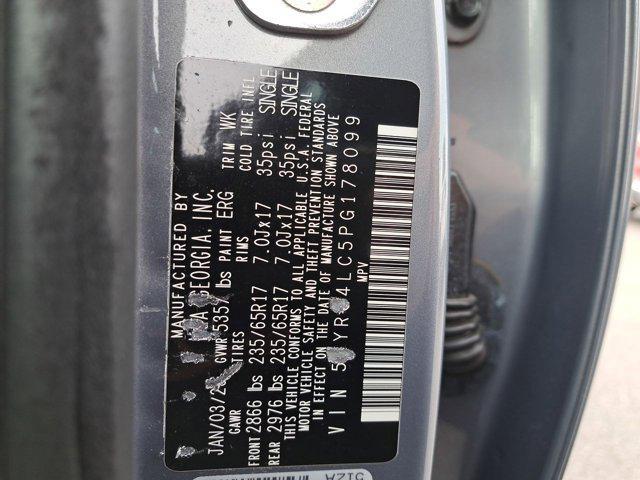 MANUFACTURED BY
GEORGIA, INC.
JAN/03/2
GVWR 535 lbs PAINT ERG TRIM WK
GAWR TIRES RIMS COLD TIRE INFL
FRONT 2866 lbs 235/65R17 7.0Jx17 35psi SINGLE
REAR 2976 lbs 235/65R17 7.0Jx17 35psi SINGLE
THIS VEHICLE CONFORMS TO ALL APPLICABLE U.S.A. FEDERAL
MOTOR VEHICLE SAFETY AND THEFT PREVENTION STANDARDS
IN EFFECT ON THE DATE OF MANUFACTURE SHOWN ABOVE
VIN 5 YR 4LC5PG178099
MPV
512A